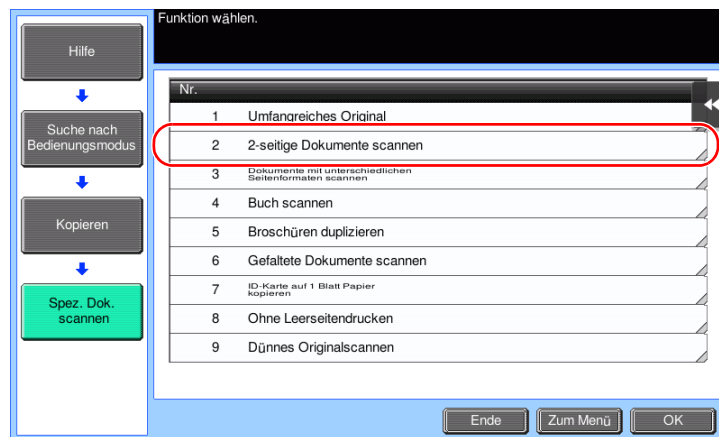 Funktion wählen.
Hilfe
Suche nach
Bedienungsmodus
Kopieren
Spez. Dok.
scannen
Nr.
1 Umfangreiches Original
2 2-seitige Dokumente scannen
3 Dokumente mit unterschiedlichen
Seitenformaten scannen
4 Buch scannen
5 Broschüren duplizieren
6 Gefaltete Dokumente scannen
7 ID-Karte auf 1 Blatt Papier
kopieren
8 Ohne Leerseitendrucken
9 Dünnes Originalscannen
Ende
Zum Menü
OK